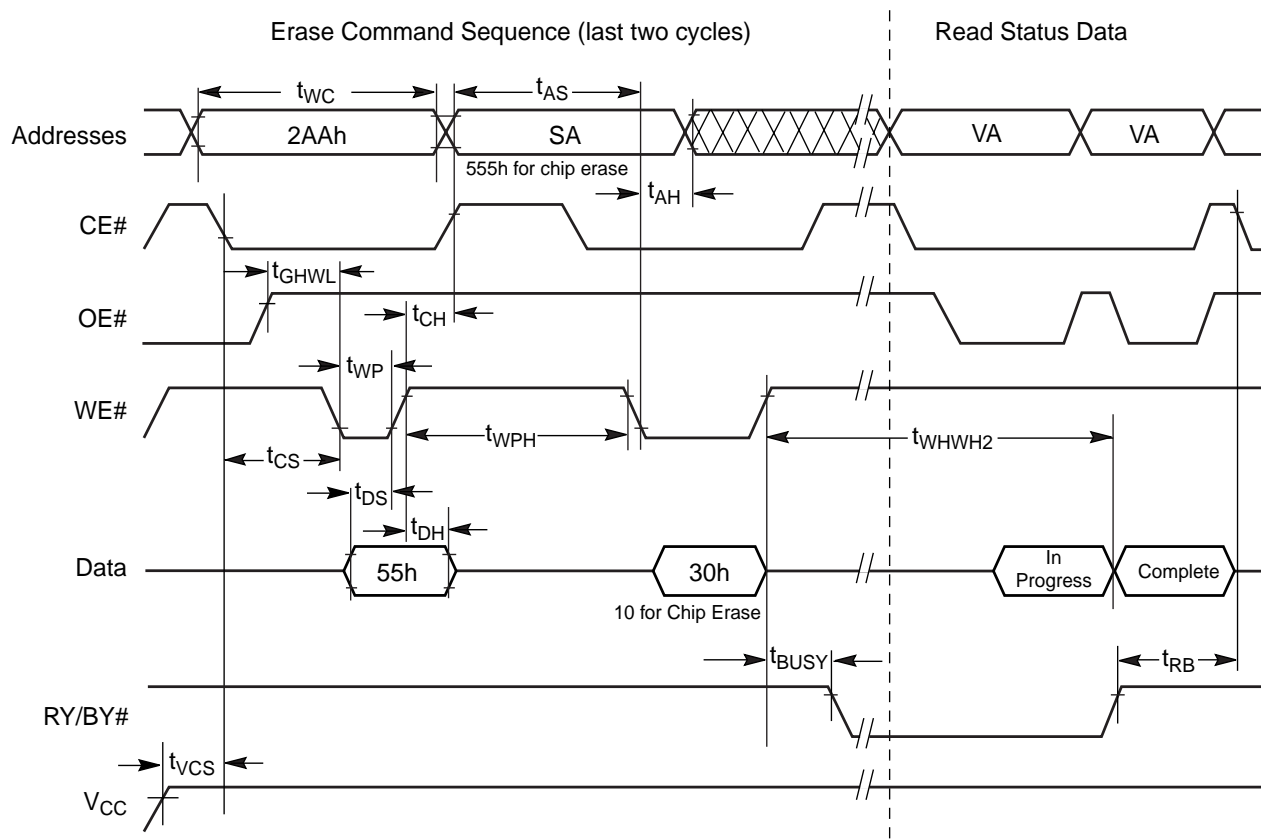 Erase Command Sequence (last two cycles) Read Status Data
tWC tAS
Addresses 2AAh SA VA VA
555h for chip erase
tAH
CE#
tGHWL
OE#
tCH
tWP
WE#
tWPH tWHWH2
tCS
tDS
tDH
Data 55h 30h In Progress Complete
10 for Chip Erase
tBUSY tRB
RY/BY#
tVCS
VCC